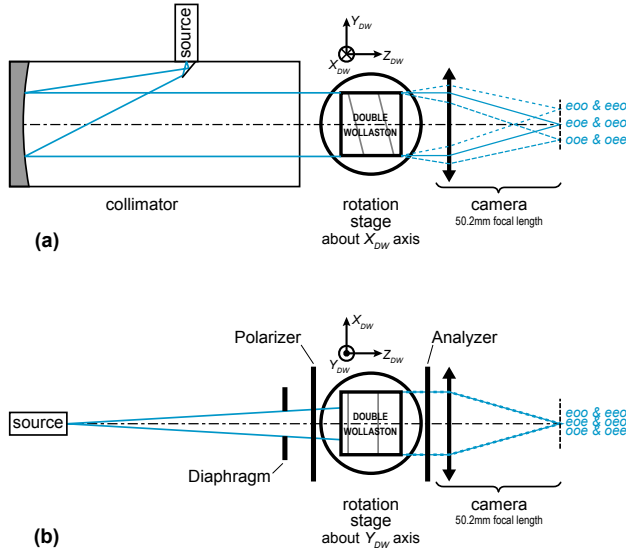 source
Y_DW
X_DW
Z_DW
DOUBLE
WOLLASTON
eoo & eeo
eoe & oeo
ooe & oee
collimator
rotation
stage
about X_DW axis
camera
50.2mm focal length
(a)
Polarizer
X_DW
Y_DW
Z_DW
Analyzer
source
DOUBLE
WOLLASTON
eoo & eeo
eoe & oeo
ooe & oee
Diaphragm
rotation
stage
about Y_DW axis
camera
50.2mm focal length
(b)